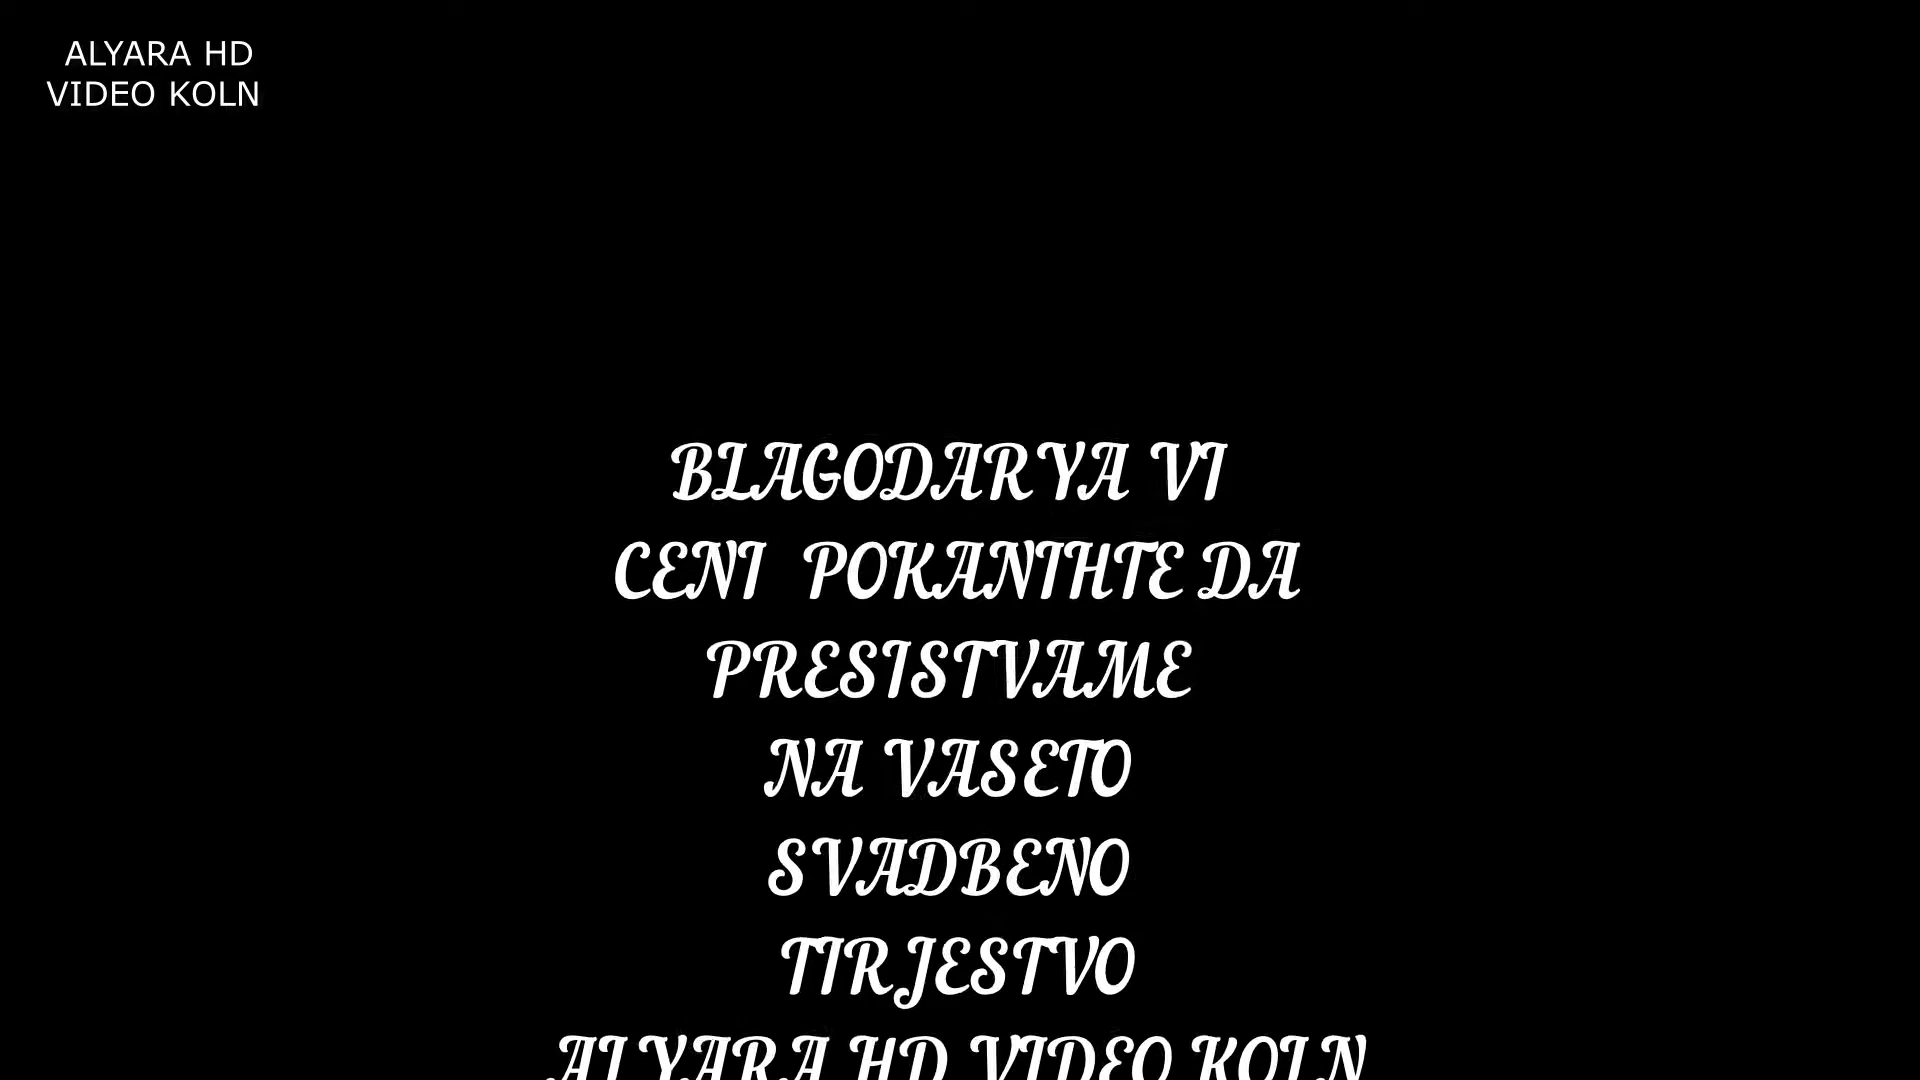 ALYARA HD
VIDEO KOLN
BLAGODARYA VI
CENI POKANIHTE DA
PRESISTVAME
NA VASETO
SVADBENO
TIRJESTVO
ALYARA HD VIDEO KOLN